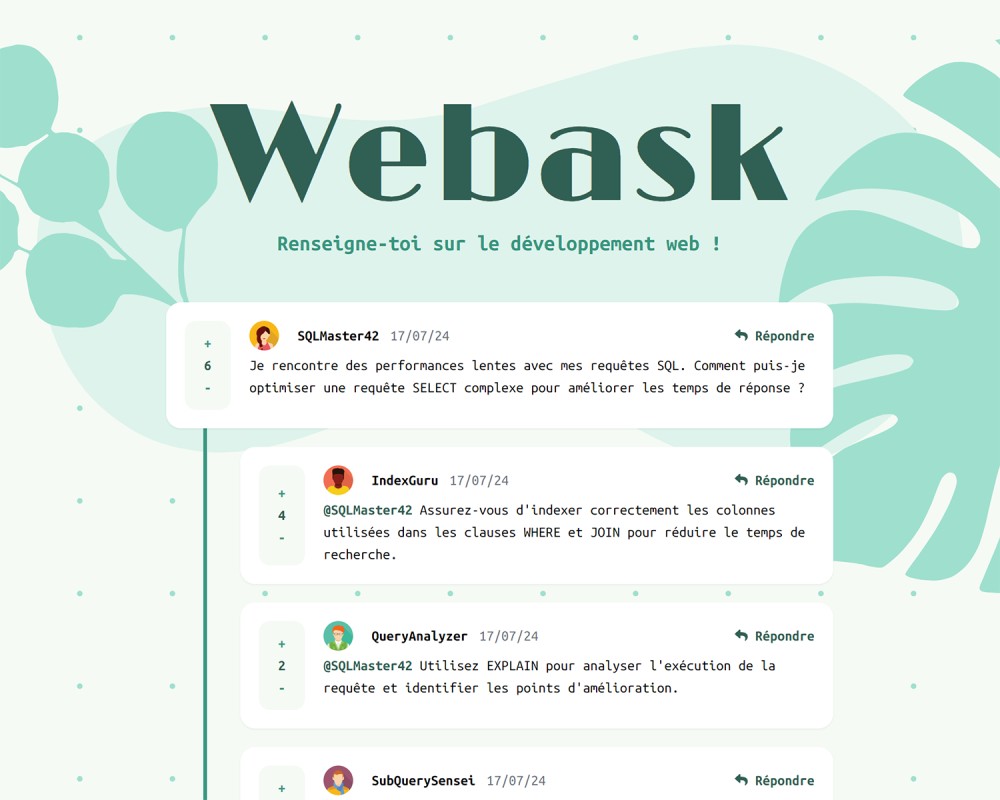 Webask
Renseigne-toi sur le développement web !
+
6
-
SQLMaster42 17/07/24
Répondre
Je rencontre des performances lentes avec mes requêtes SQL. Comment puis-je
optimiser une requête SELECT complexe pour améliorer les temps de réponse ?
+
4
-
IndexGuru 17/07/24
Répondre
@SQLMaster42 Assurez-vous d'indexer correctement les colonnes
utilisées dans les clauses WHERE et JOIN pour réduire le temps de
recherche.
+
2
-
QueryAnalyzer 17/07/24
Répondre
@SQLMaster42 Utilisez EXPLAIN pour analyser l'exécution de la
requête et identifier les points d'amélioration.
+
SubQuerySensei 17/07/24
Répondre